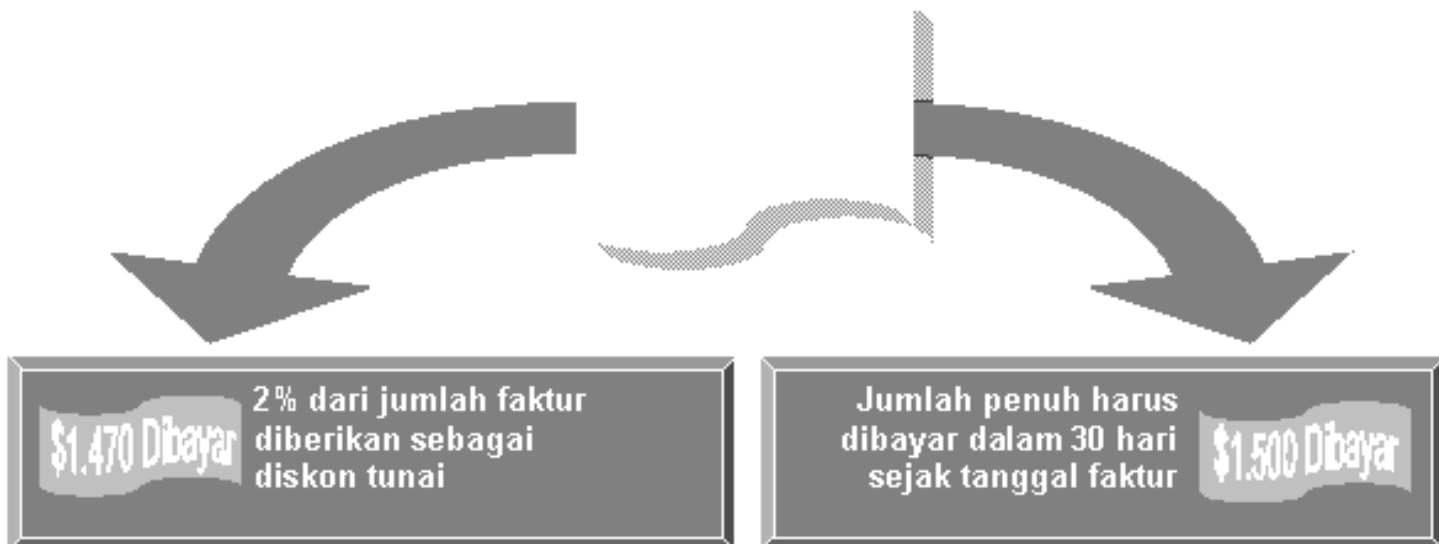 $1.470 Dibayar
2% dari jumlah faktur
diberikan sebagai
diskon tunai
Jumlah penuh harus
dibayar dalam 30 hari
sejak tanggal faktur
$1.500 Dibayar